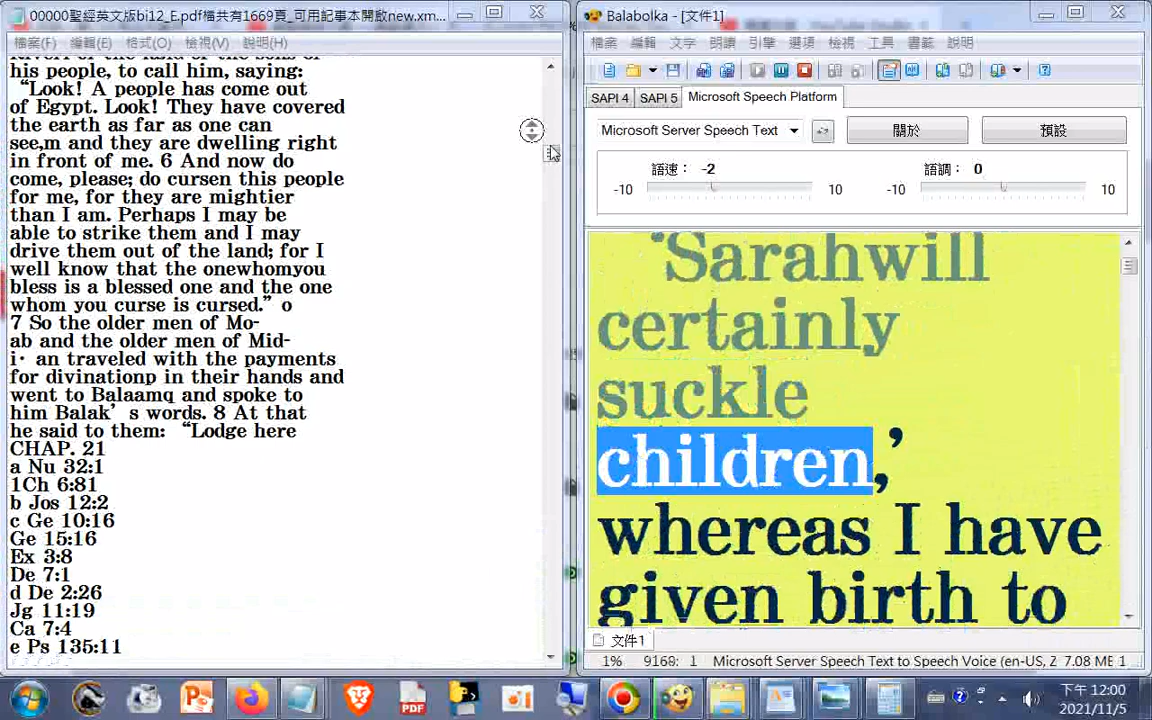 00000聖經英文版bi12_E.pdf檔共有1669頁_可用記事本開啟new.xm...
檔案(F) 編輯(E) 格式(O) 檢視(V) 說明(H)
his people, to call him, saying:
“Look! A people has come out
of Egypt. Look! They have covered
the earth as far as one can
see,m and they are dwelling right
in front of me. 6 And now do
come, please; do cursen this people
for me, for they are mightier
than I am. Perhaps I may be
able to strike them and I may
drive them out of the land; for I
well know that the onewhomyou
bless is a blessed one and the one
whom you curse is cursed.” o
7 So the older men of Mo-
ab and the older men of Mid-
i· an traveled with the payments
for divinationp in their hands and
went to Balaamq and spoke to
him Balak’ s words. 8 At that
he said to them: “Lodge here
CHAP. 21
a Nu 32:1
1Ch 6:81
b Jos 12:2
c Ge 10:16
Ge 15:16
Ex 3:8
De 7:1
d De 2:26
Jg 11:19
Ca 7:4
e Ps 135:11
Balabolka - [文件1]
檔案 編輯 文字 朗讀 引擎 選項 檢視 工具 書籤 說明
SAPI 4 SAPI 5 Microsoft Speech Platform
Microsoft Server Speech Text 關於 預設
語速： -2 語調： 0
-10 10 -10 10
‘Sarahwill
certainly
suckle
children,’
whereas I have
given birth to
文件1
1% 9168: 1 Microsoft Server Speech Text to Speech Voice (en-US, Z 7.08 MB 1
下午 12:00
2021/11/5